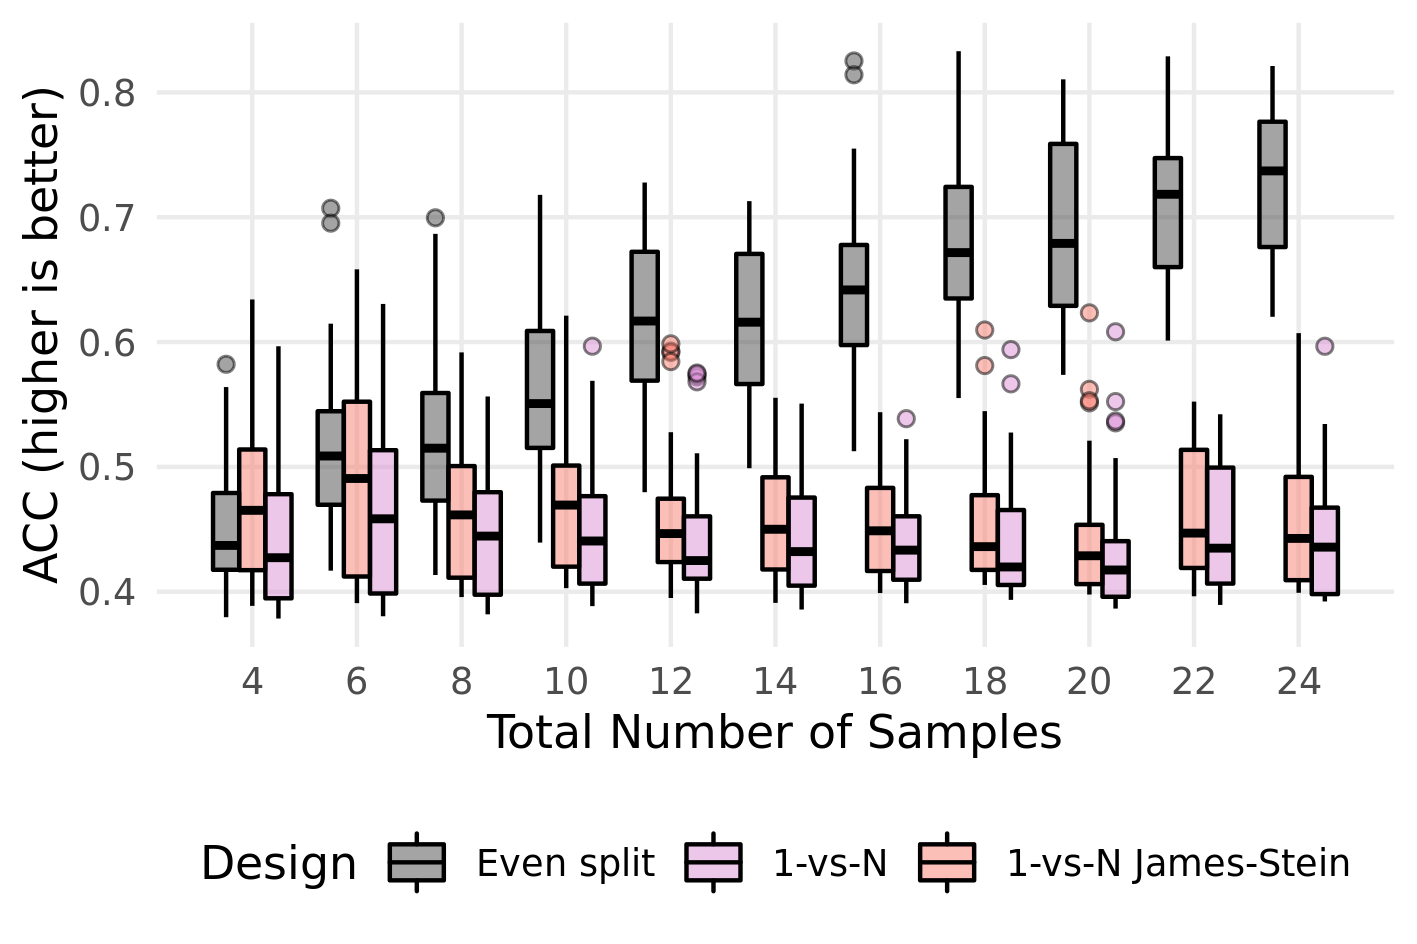 ACC (higher is better)
0.8
0.7
0.6
0.5
0.4
4 6 8 10 12 14 16 18 20 22 24
Total Number of Samples
Design Even split 1-vs-N 1-vs-N James-Stein